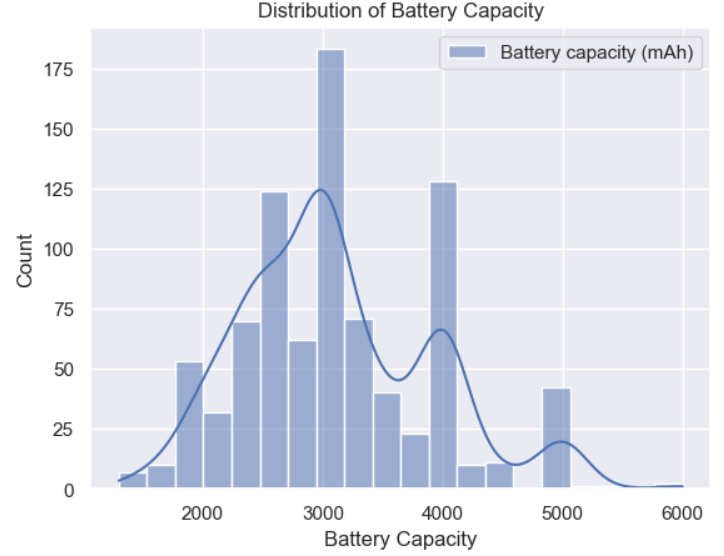 Distribution of Battery Capacity
Battery capacity (mAh)
175
150
125
100
75
50
25
0
Count
2000 3000 4000 5000 6000
Battery Capacity